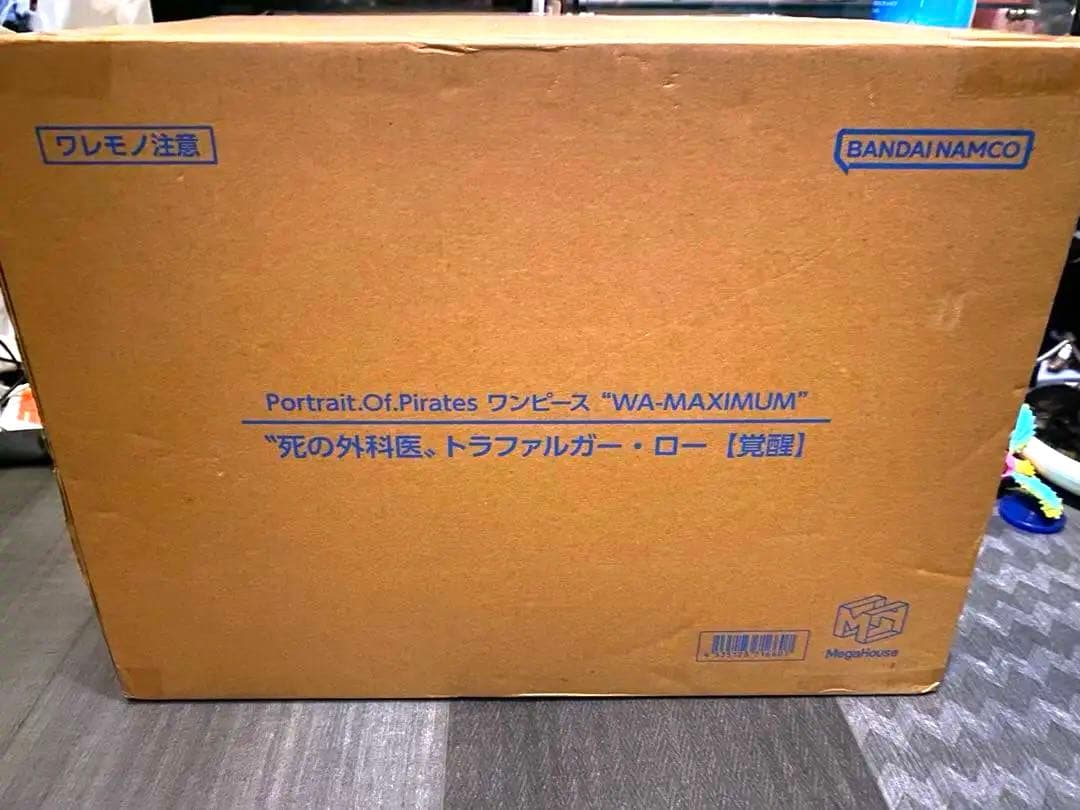 ワレモノ注意
BANDAI NAMCO
Portrait.Of.Pirates ワンピース “WA-MAXIMUM”
〝死の外科医〟トラファルガー・ロー【覚醒】
MegaHouse